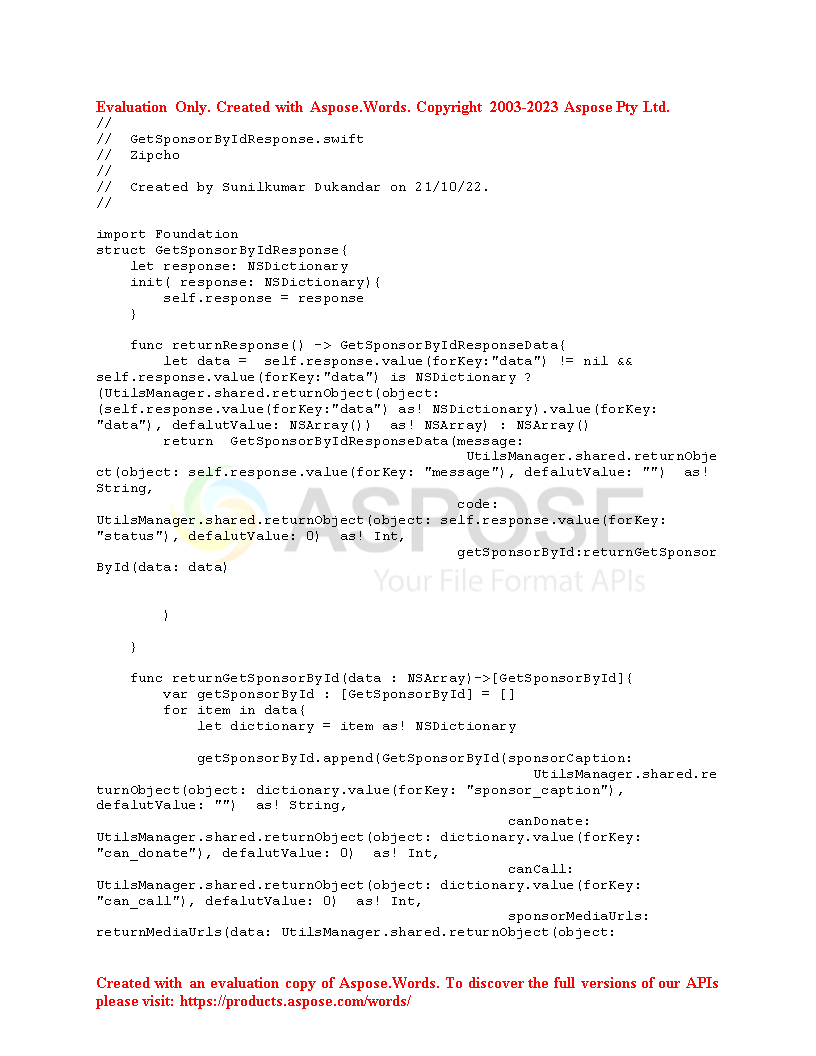 Evaluation Only. Created with Aspose.Words. Copyright 2003-2023 Aspose Pty Ltd.
//
//  GetSponsorByIdResponse.swift
//  Zipcho
//
//  Created by Sunilkumar Dukandar on 21/10/22.
//
import Foundation
struct GetSponsorByIdResponse{
    let response: NSDictionary
    init( response: NSDictionary){
        self.response = response
    }
    func returnResponse() -> GetSponsorByIdResponseData{
        let data =  self.response.value(forKey:"data") != nil &&
self.response.value(forKey:"data") is NSDictionary ?
(UtilsManager.shared.returnObject(object:
(self.response.value(forKey:"data") as! NSDictionary).value(forKey:
"data"), defalutValue: NSArray())  as! NSArray) : NSArray()
        return  GetSponsorByIdResponseData(message:
                                            UtilsManager.shared.returnObje
ct(object: self.response.value(forKey: "message"), defalutValue: "")  as!
String,
                                           code:
UtilsManager.shared.returnObject(object: self.response.value(forKey:
"status"), defalutValue: 0)  as! Int,
                                           getSponsorById:returnGetSponsor
ById(data: data)
        )
    }
    func returnGetSponsorById(data : NSArray)->[GetSponsorById]{
        var getSponsorById : [GetSponsorById] = []
        for item in data{
            let dictionary = item as! NSDictionary
            getSponsorById.append(GetSponsorById(sponsorCaption:
                                                    UtilsManager.shared.re
turnObject(object: dictionary.value(forKey: "sponsor_caption"),
defalutValue: "")  as! String,
                                                 canDonate:
UtilsManager.shared.returnObject(object: dictionary.value(forKey:
"can_donate"), defalutValue: 0)  as! Int,
                                                 canCall:
UtilsManager.shared.returnObject(object: dictionary.value(forKey:
"can_call"), defalutValue: 0)  as! Int,
                                                 sponsorMediaUrls:
returnMediaUrls(data: UtilsManager.shared.returnObject(object:
ASPOSE
Your File Format APIs
Created with an evaluation copy of Aspose.Words. To discover the full versions of our APIs
please visit: https://products.aspose.com/words/